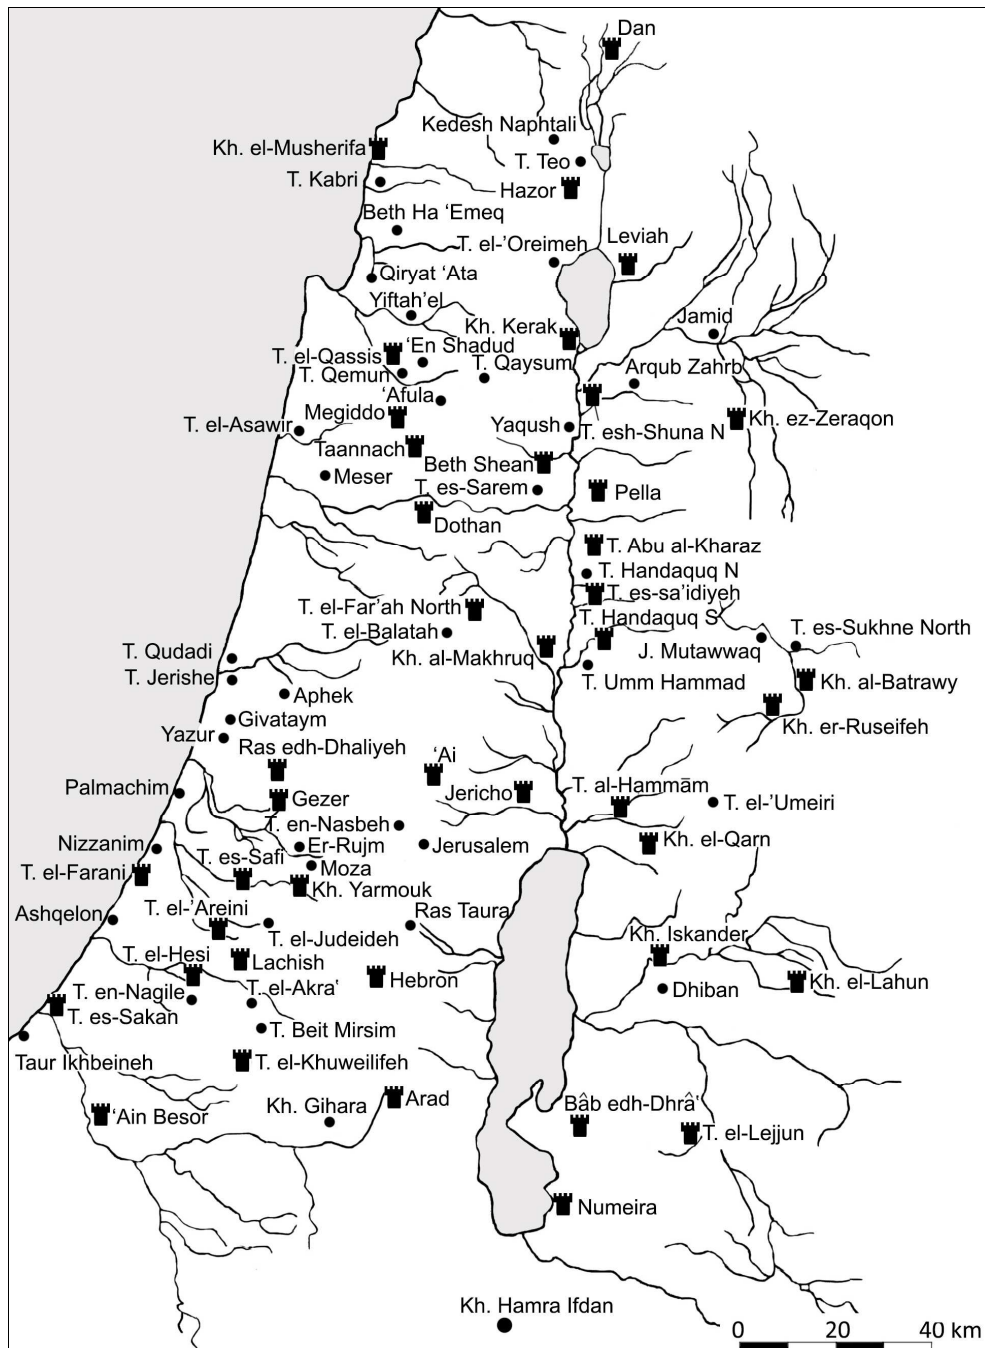 Dan
Kedesh Naphtali
Kh. el-Musherifa
T. Teo
T. Kabri
Hazor
Beth Ha ‘Emeq
Leviah
T. el-’Oreimeh
Qiryat ‘Ata
Yiftah’el
Jamid
Kh. Kerak
‘En Shadud
T. el-Qassis
T. Qaysum
Arqub Zahrb
T. Qemun
‘Afula
Megiddo
Kh. ez-Zeraqon
T. el-Asawir
Yaqush
T. esh-Shuna N
Taannach
Beth Shean
Meser
T. es-Sarem
Pella
Dothan
T. Abu al-Kharaz
T. Handaquq N
T. es-sa’idiyeh
T. el-Far’ah North
T. Handaquq S
T. el-Balatah
T. es-Sukhne North
T. Qudadi
Kh. al-Makhruq
J. Mutawwaq
T. Jerishe
T. Umm Hammad
Kh. al-Batrawy
Aphek
Givataym
Kh. er-Ruseifeh
Yazur
Ras edh-Dhaliyeh
‘Ai
Palmachim
Gezer
Jericho
T. al-Hammām
T. el-’Umeiri
T. en-Nasbeh
Nizzanim
Er-Rujm
Jerusalem
Kh. el-Qarn
T. es-Safi
Moza
T. el-Farani
Kh. Yarmouk
Ashqelon
T. el-’Areini
Ras Taura
T. el-Judeideh
Kh. Iskander
T. el-Hesi
Lachish
Hebron
Kh. el-Lahun
T. en-Nagile
T. el-Akra‘
Dhiban
T. es-Sakan
T. Beit Mirsim
Taur Ikhbeineh
T. el-Khuweilifeh
Arad
‘Ain Besor
Kh. Gihara
Bâb edh-Dhrâ‘
T. el-Lejjun
Numeira
Kh. Hamra Ifdan
0 20 40 km